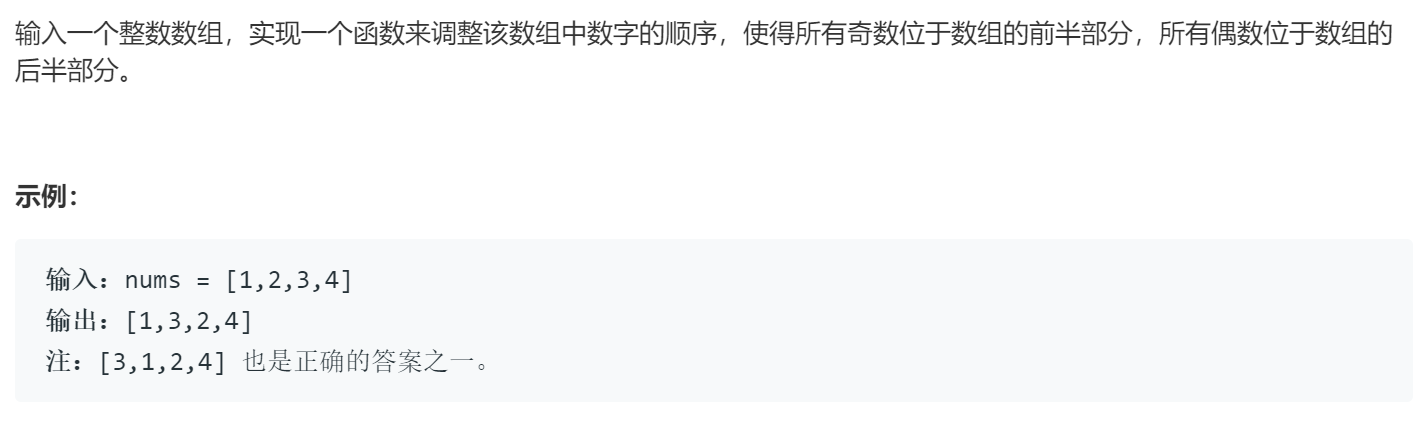 输入一个整数数组，实现一个函数来调整该数组中数字的顺序，使得所有奇数位于数组的前半部分，所有偶数位于数组的
后半部分。
示例：
输入：nums = [1,2,3,4]
输出：[1,3,2,4]
注：[3,1,2,4] 也是正确的答案之一。